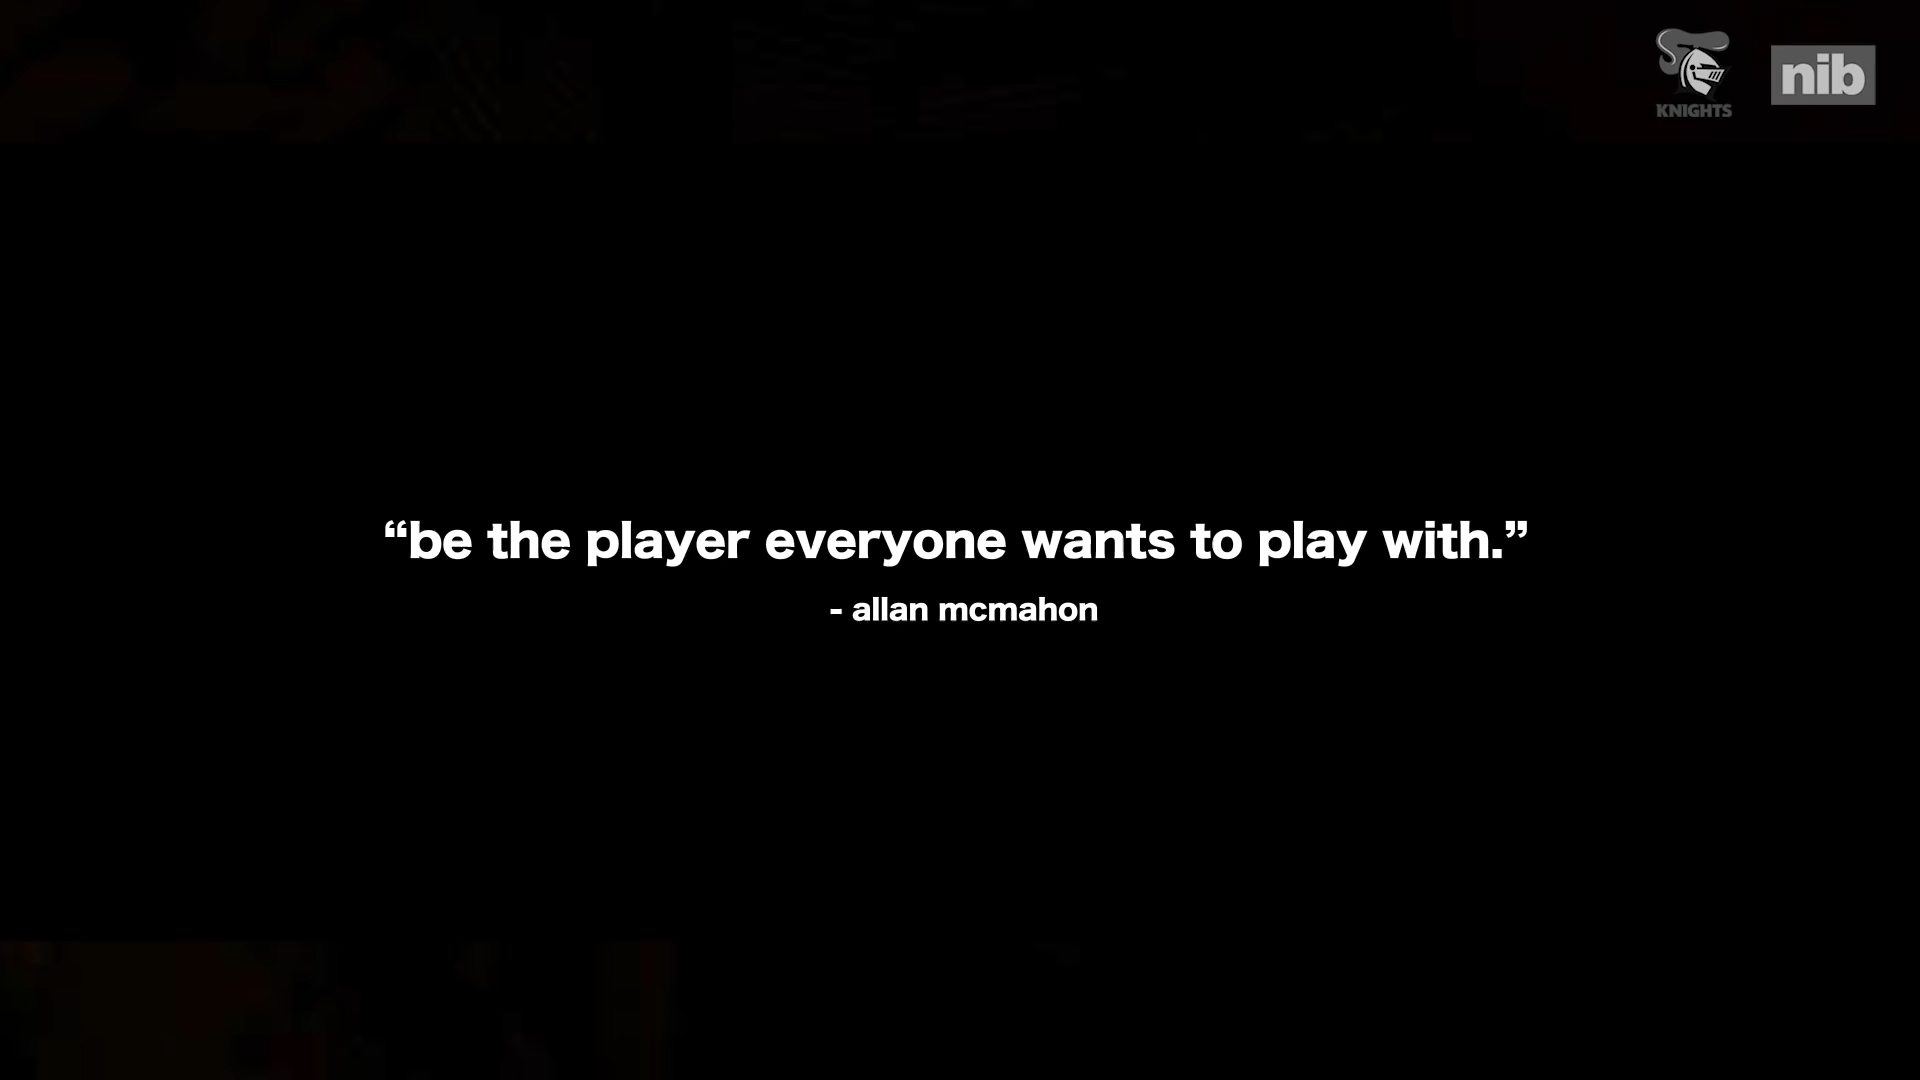 KNIGHTS
nib
“be the player everyone wants to play with.”
- allan mcmahon